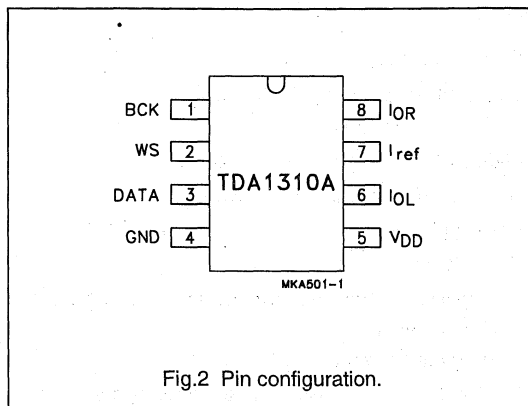 BCK 1 8 IOR
WS 2 7 Iref
TDA1310A
DATA 3 6 IOL
GND 4 5 VDD
MKA501-1
Fig.2 Pin configuration.